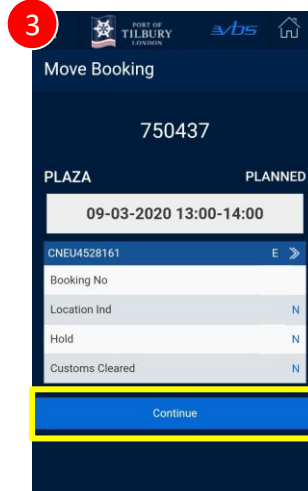 3
PORT OF
TILBURY
LONDON
vbs
Move Booking
750437
PLAZA PLANNED
09-03-2020 13:00-14:00
CNEU4528161 E
Booking No
Location Ind N
Hold N
Customs Cleared N
Continue